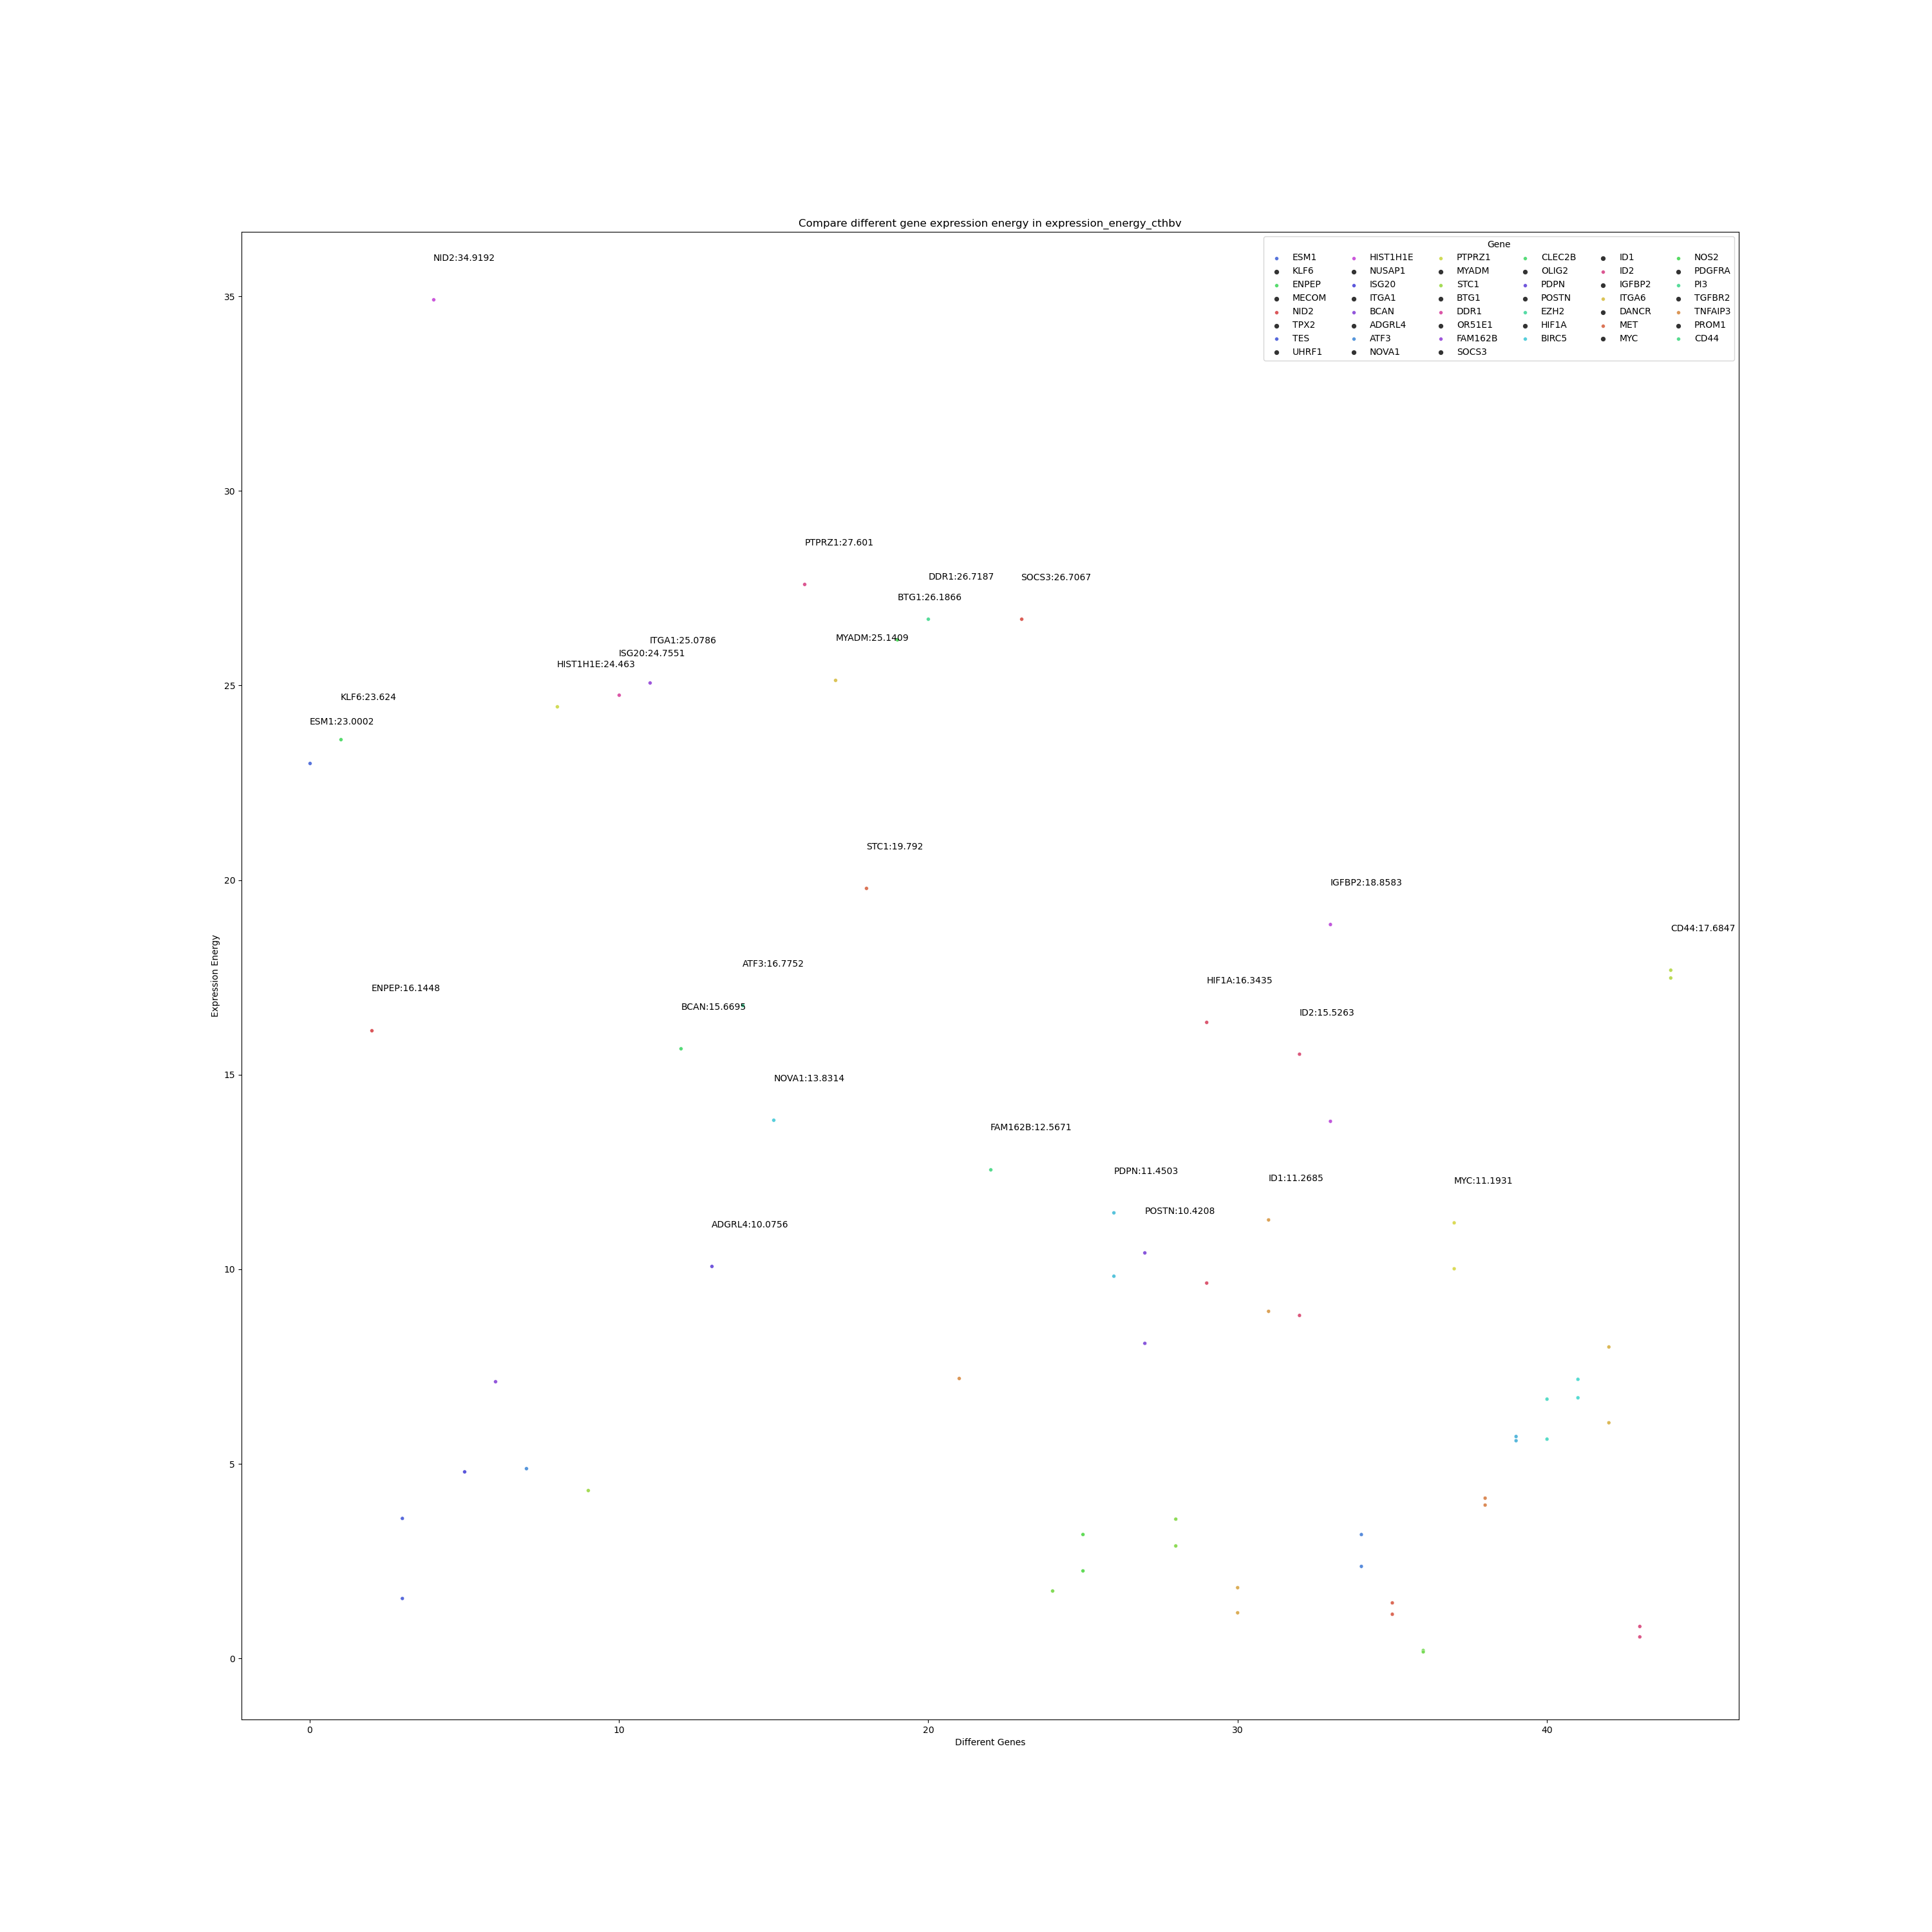 Compare different gene expression energy in expression_energy_cthbv
Gene
ESM1 HIST1H1E PTPRZ1 CLEC2B ID1 NOS2
KLF6 NUSAP1 MYADM OLIG2 ID2 PDGFRA
ENPEP ISG20 STC1 PDPN IGFBP2 PI3
MECOM ITGA1 BTG1 POSTN ITGA6 TGFBR2
NID2 BCAN DDR1 EZH2 DANCR TNFAIP3
TPX2 ADGRL4 OR51E1 HIF1A MET PROM1
TES ATF3 FAM162B BIRC5 MYC CD44
UHRF1 NOVA1 SOCS3
NID2:34.9192
PTPRZ1:27.601
DDR1:26.7187 SOCS3:26.7067
BTG1:26.1866
MYADM:25.1409
ITGA1:25.0786
ISG20:24.7551
HIST1H1E:24.463
KLF6:23.624
ESM1:23.0002
STC1:19.792
IGFBP2:18.8583
CD44:17.6847
ATF3:16.7752
HIF1A:16.3435
ENPEP:16.1448
BCAN:15.6695
ID2:15.5263
NOVA1:13.8314
FAM162B:12.5671
PDPN:11.4503
ID1:11.2685
MYC:11.1931
POSTN:10.4208
ADGRL4:10.0756
35
30
25
20
15
10
5
0
Expression Energy
0 10 20 30 40
Different Genes